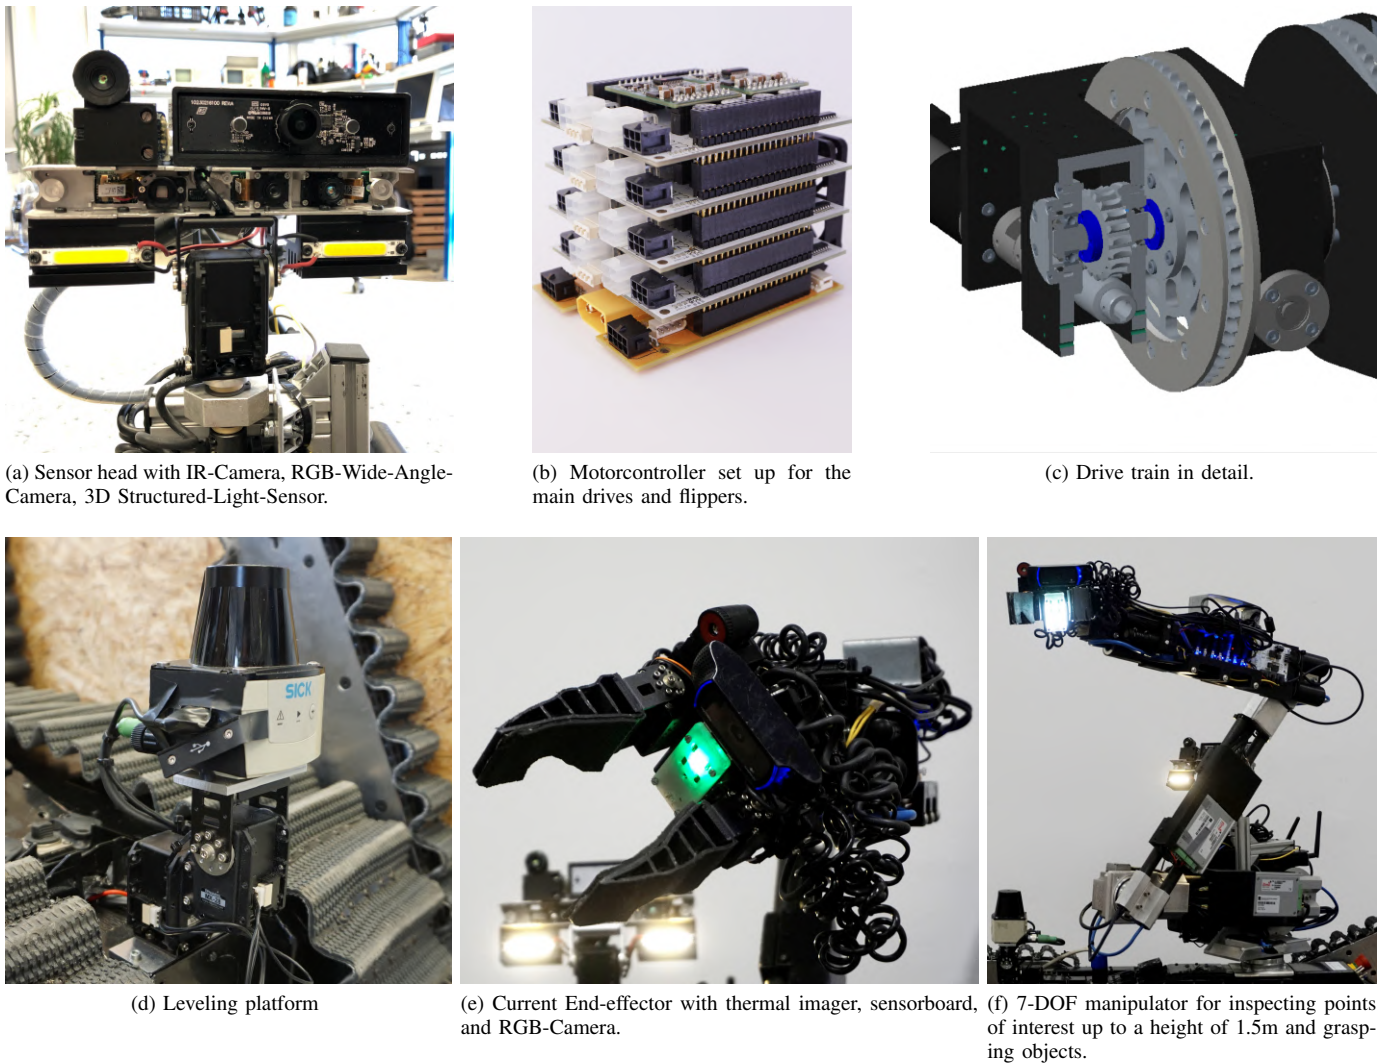 (a) Sensor head with IR-Camera, RGB-Wide-Angle-
Camera, 3D Structured-Light-Sensor.
(b) Motorcontroller set up for the
main drives and flippers.
(c) Drive train in detail.
SICK
(d) Leveling platform
(e) Current End-effector with thermal imager, sensorboard,
and RGB-Camera.
(f) 7-DOF manipulator for inspecting points
of interest up to a height of 1.5m and grasp-
ing objects.